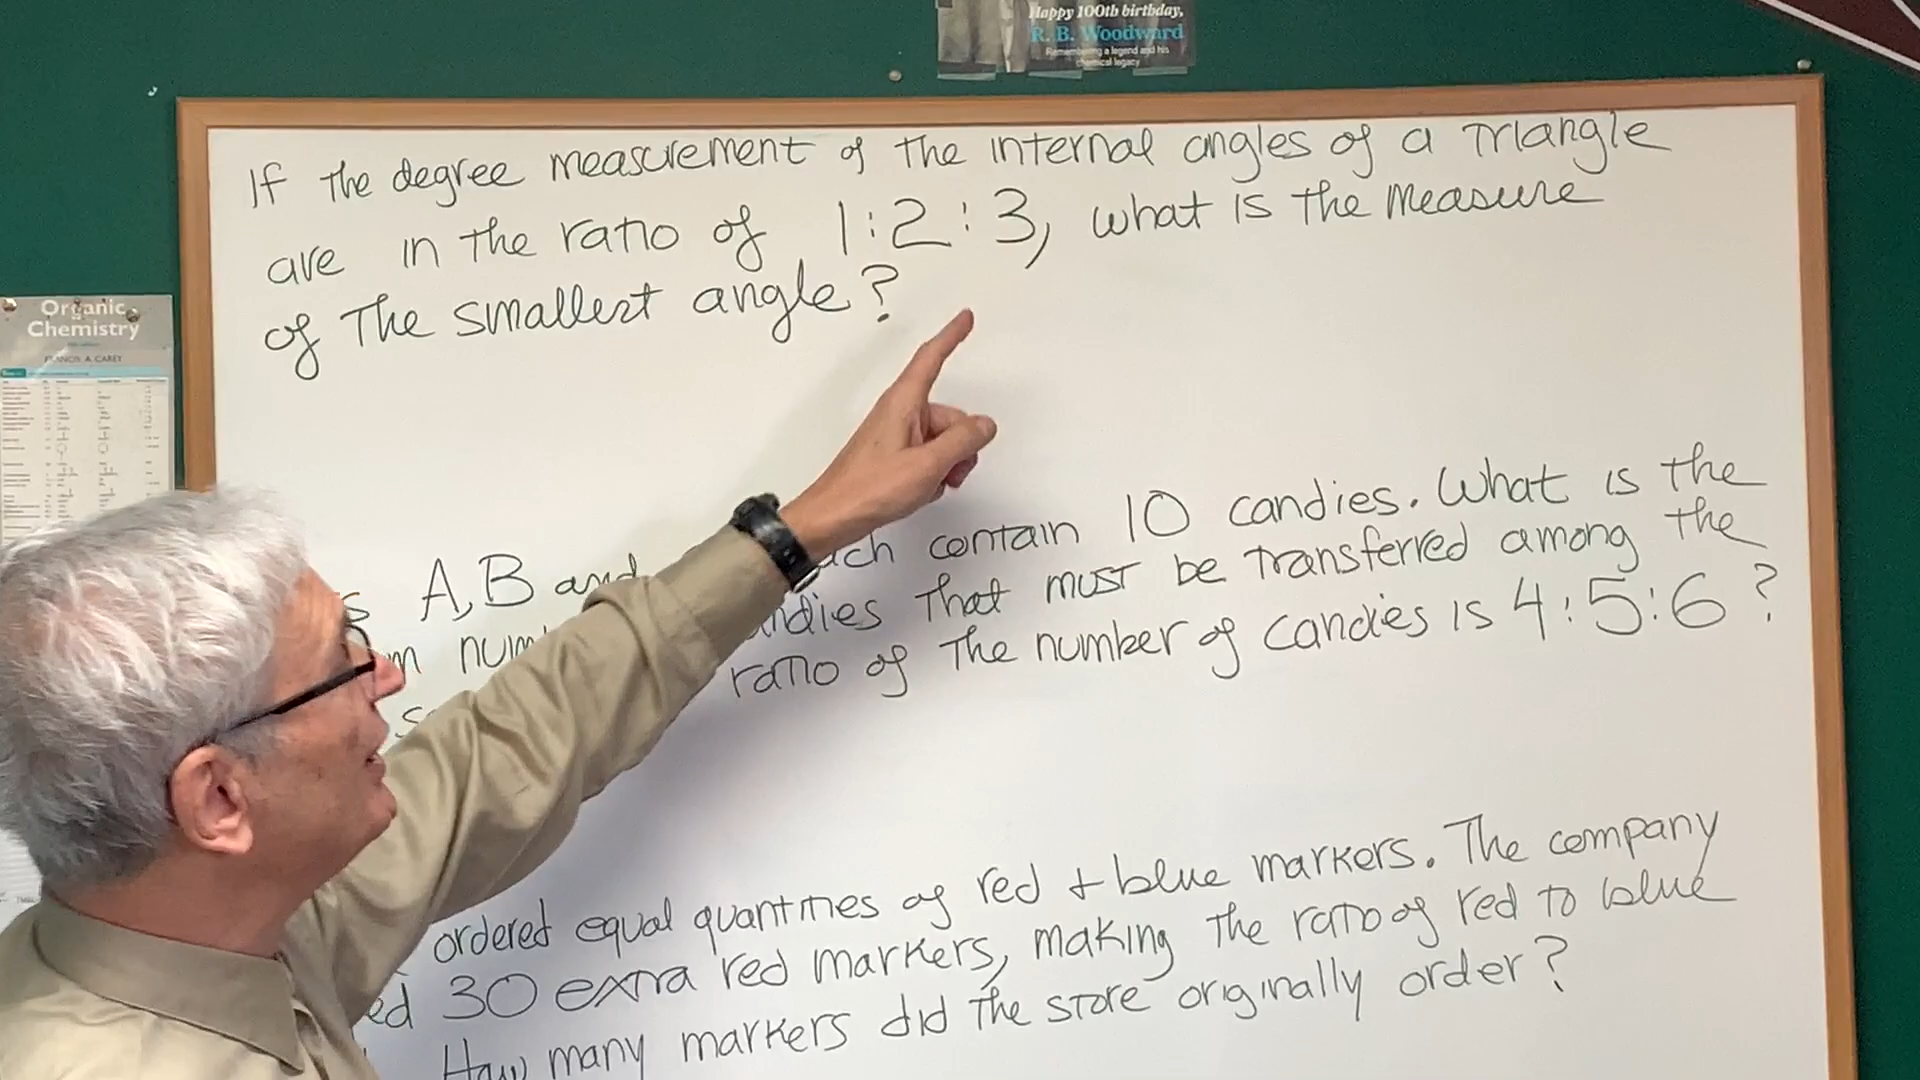 Happy 100th birthday,
R. B. Woodward
Remembering a legend and his
chemical legacy
If the degree measurement of the internal angles of a Triangle
are in the ratio of 1:2:3, what is the measure
of The smallest angle?
Organic
Chemistry
FRANCIS A. CAREY
A, B and each contain 10 candies. What is the
candies that must be transferred among the
ratio of the number of candies is 4:5:6?
ordered equal quantities of red + blue markers. The company
30 extra red markers, making the ratio of red to blue
How many markers did the store originally order?